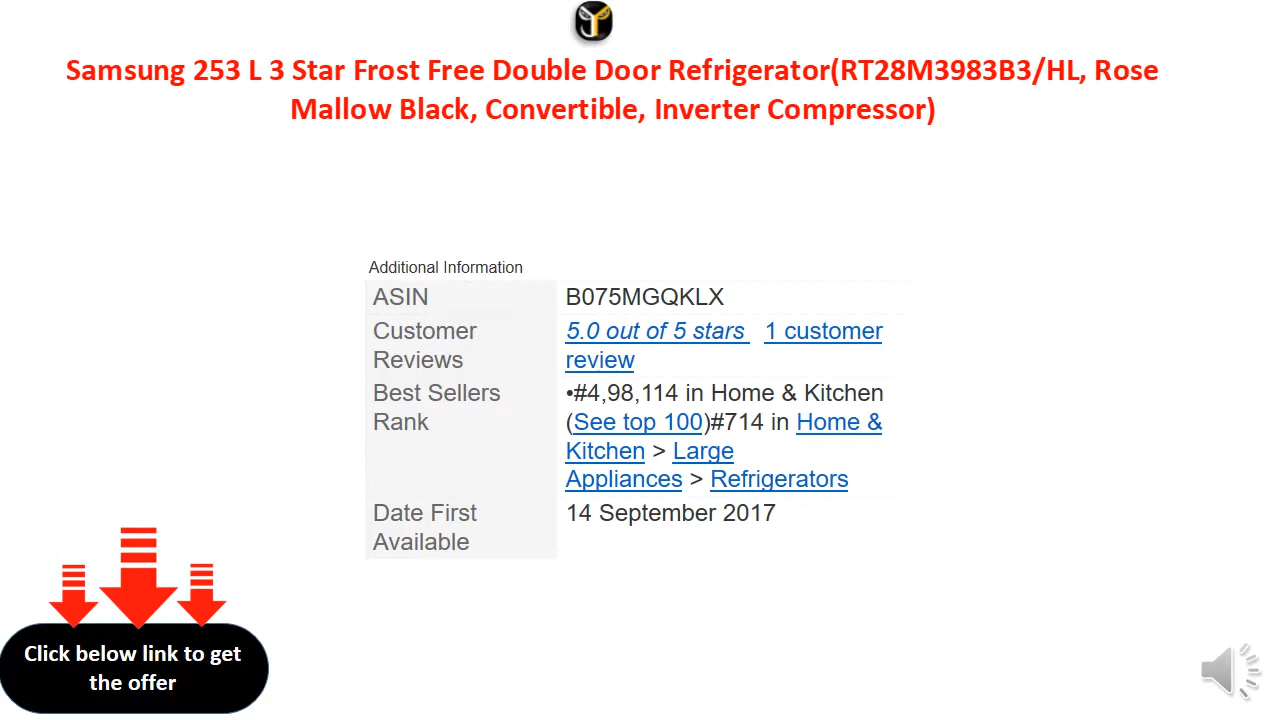 Samsung 253 L 3 Star Frost Free Double Door Refrigerator(RT28M3983B3/HL, Rose
Mallow Black, Convertible, Inverter Compressor)
Additional Information
ASIN B075MGQKLX
Customer Reviews 5.0 out of 5 stars 1 customer
review
Best Sellers Rank •#4,98,114 in Home & Kitchen
(See top 100)#714 in Home &
Kitchen > Large
Appliances > Refrigerators
Date First Available 14 September 2017
Click below link to get
the offer